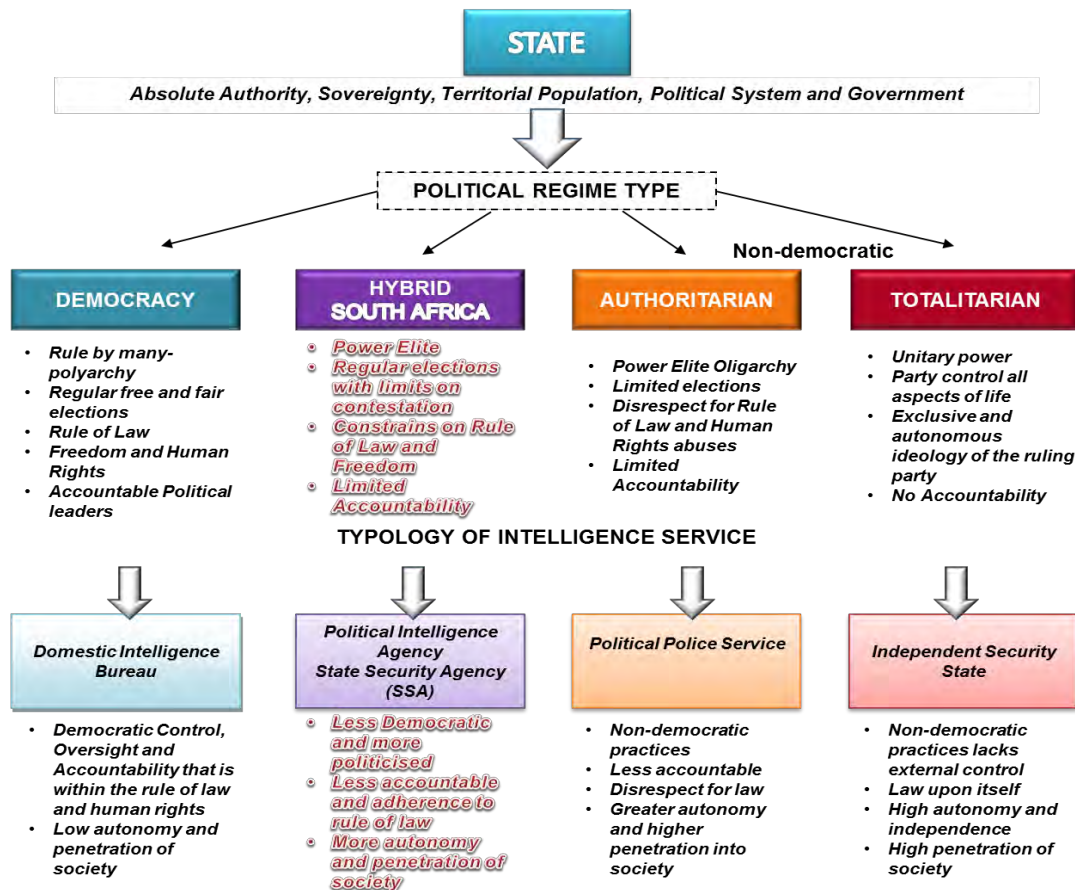 STATE
Absolute Authority, Sovereignty, Territorial Population, Political System and Government
POLITICAL REGIME TYPE
Non-democratic
DEMOCRACY
• Rule by many-
polyarchy
• Regular free and fair
elections
• Rule of Law
• Freedom and Human
Rights
• Accountable Political
leaders
HYBRID
SOUTH AFRICA
• Power Elite
• Regular elections
with limits on
contestation
• Constrains on Rule
of Law and
Freedom
• Limited
Accountability
AUTHORITARIAN
• Power Elite Oligarchy
• Limited elections
• Disrespect for Rule
of Law and Human
Rights abuses
• Limited
Accountability
TOTALITARIAN
• Unitary power
• Party control all
aspects of life
• Exclusive and
autonomous
ideology of the ruling
party
• No Accountability
TYPOLOGY OF INTELLIGENCE SERVICE
Domestic Intelligence
Bureau
• Democratic Control,
Oversight and
Accountability that is
within the rule of law
and human rights
• Low autonomy and
penetration of
society
Political Intelligence
Agency
State Security Agency
(SSA)
• Less Democratic
and more
politicised
• Less accountable
and adherence to
rule of law
• More autonomy
and penetration of
society
Political Police Service
• Non-democratic
practices
• Less accountable
• Disrespect for law
• Greater autonomy
and higher
penetration into
society
Independent Security
State
• Non-democratic
practices lacks
external control
• Law upon itself
• High autonomy and
independence
• High penetration of
society